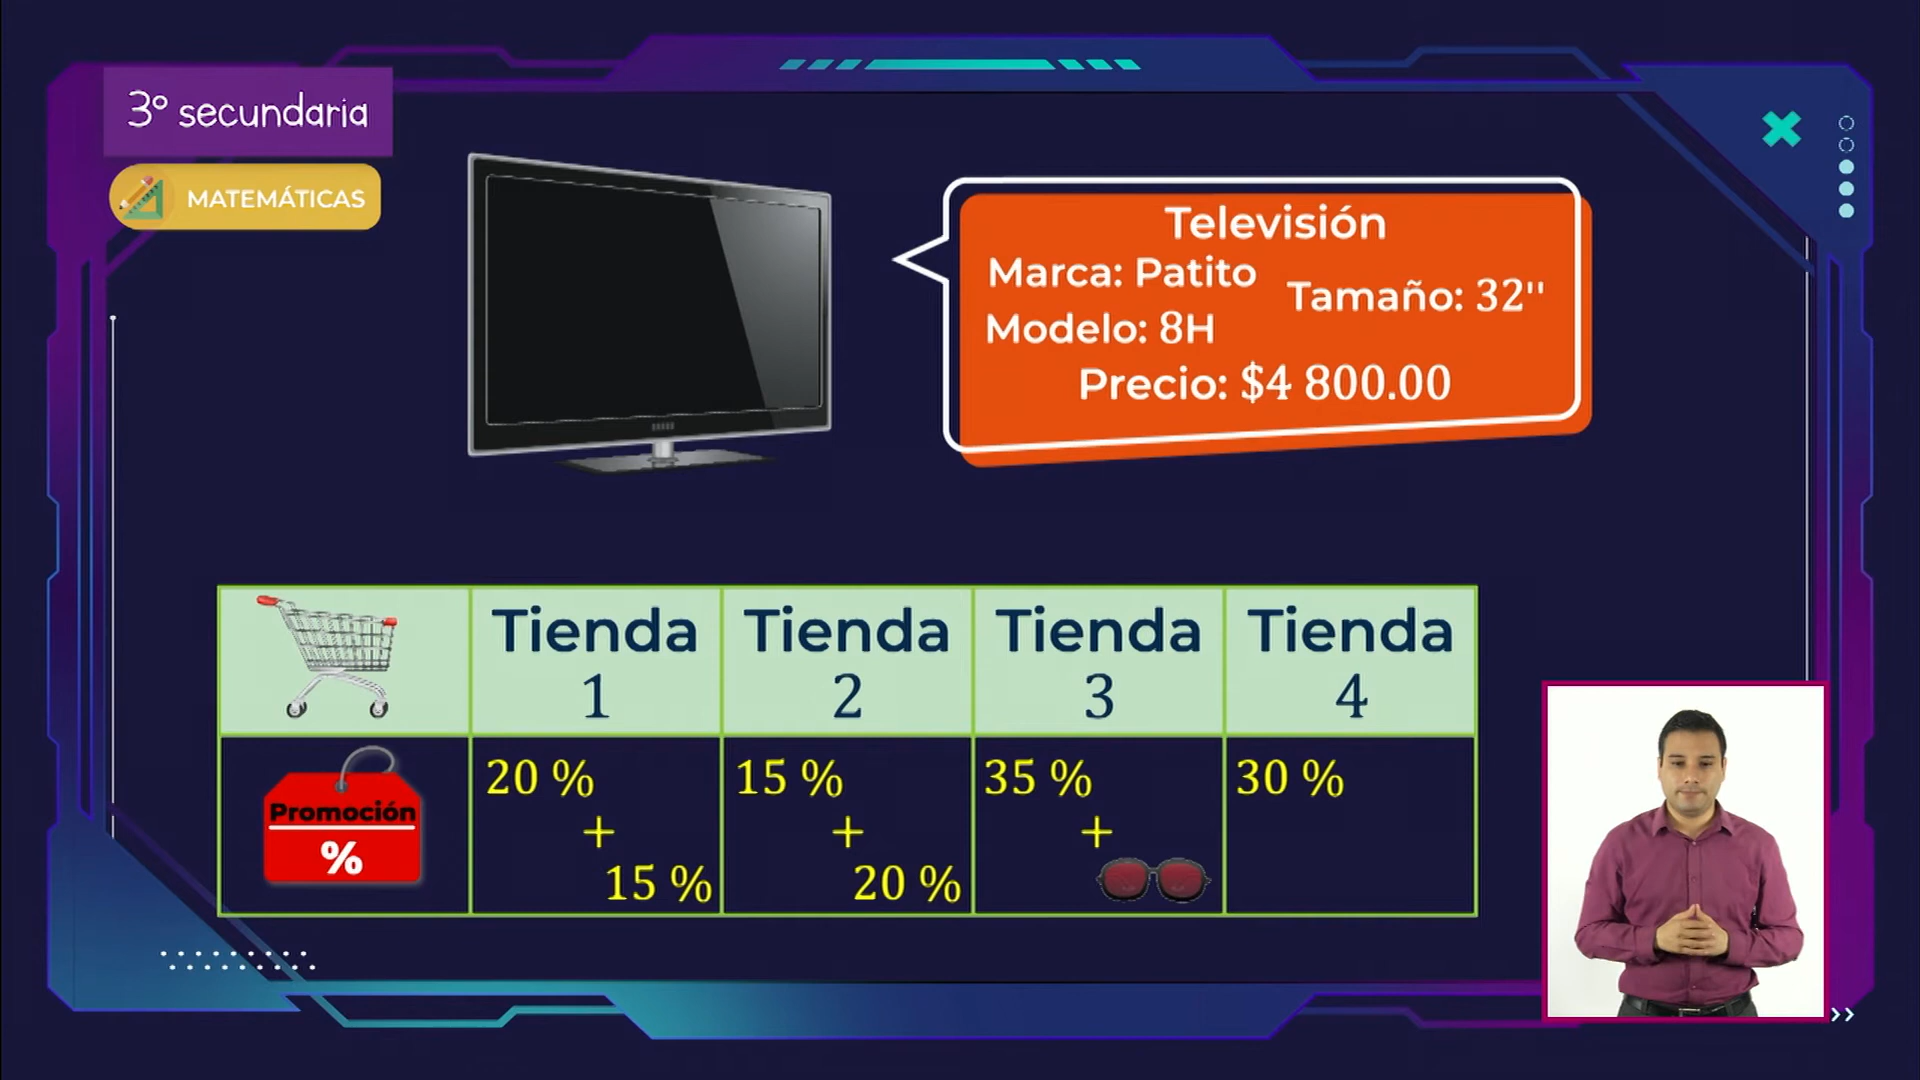 3° secundaria
MATEMÁTICAS
Televisión
Marca: Patito
Tamaño: 32"
Modelo: 8H
Precio: $4 800.00
Tienda 1
Tienda 2
Tienda 3
Tienda 4
Promoción
%
20 %
+
15 %
15 %
+
20 %
35 %
+
30 %